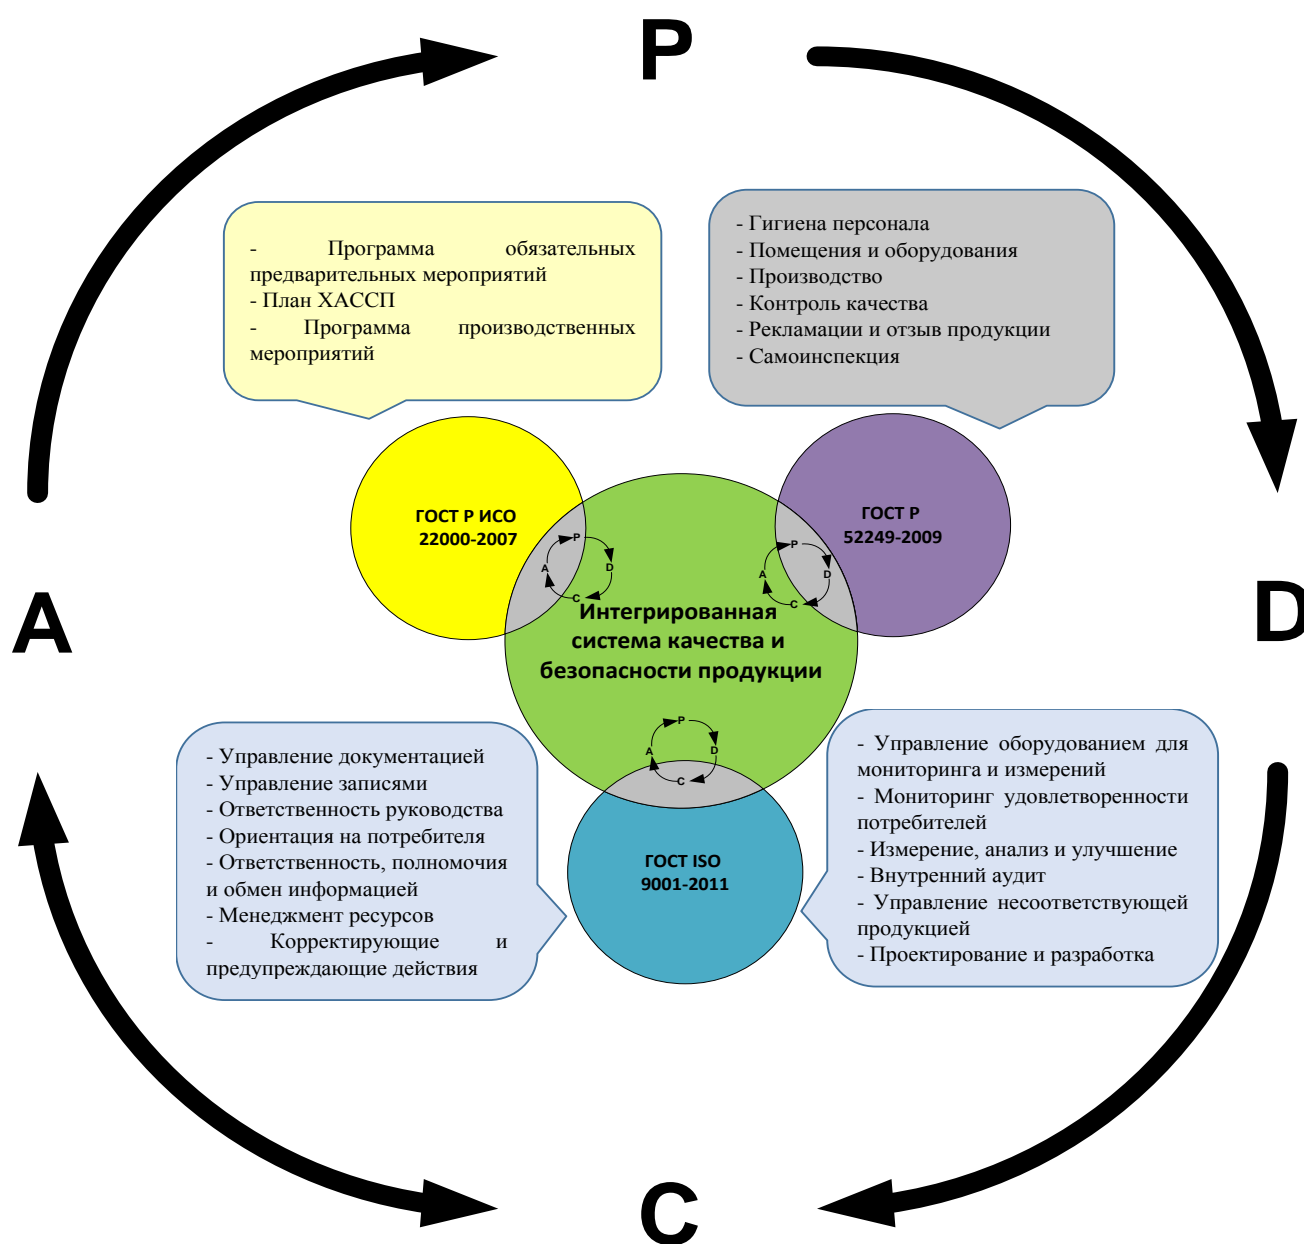 P
- Программа обязательных
предварительных мероприятий
- План ХАССП
- Программа производственных
мероприятий
- Гигиена персонала
- Помещения и оборудования
- Производство
- Контроль качества
- Рекламации и отзыв продукции
- Самоинспекция
ГОСТ Р ИСО
22000-2007
P
A
D
C
ГОСТ Р
52249-2009
P
A
D
C
A
D
Интегрированная
система качества и
безопасности продукции
P
A
D
C
- Управление документацией
- Управление записями
- Ответственность руководства
- Ориентация на потребителя
- Ответственность, полномочия
и обмен информацией
- Менеджмент ресурсов
- Корректирующие и
предупреждающие действия
ГОСТ ISO
9001-2011
- Управление оборудованием для
мониторинга и измерений
- Мониторинг удовлетворенности
потребителей
- Измерение, анализ и улучшение
- Внутренний аудит
- Управление несоответствующей
продукцией
- Проектирование и разработка
C